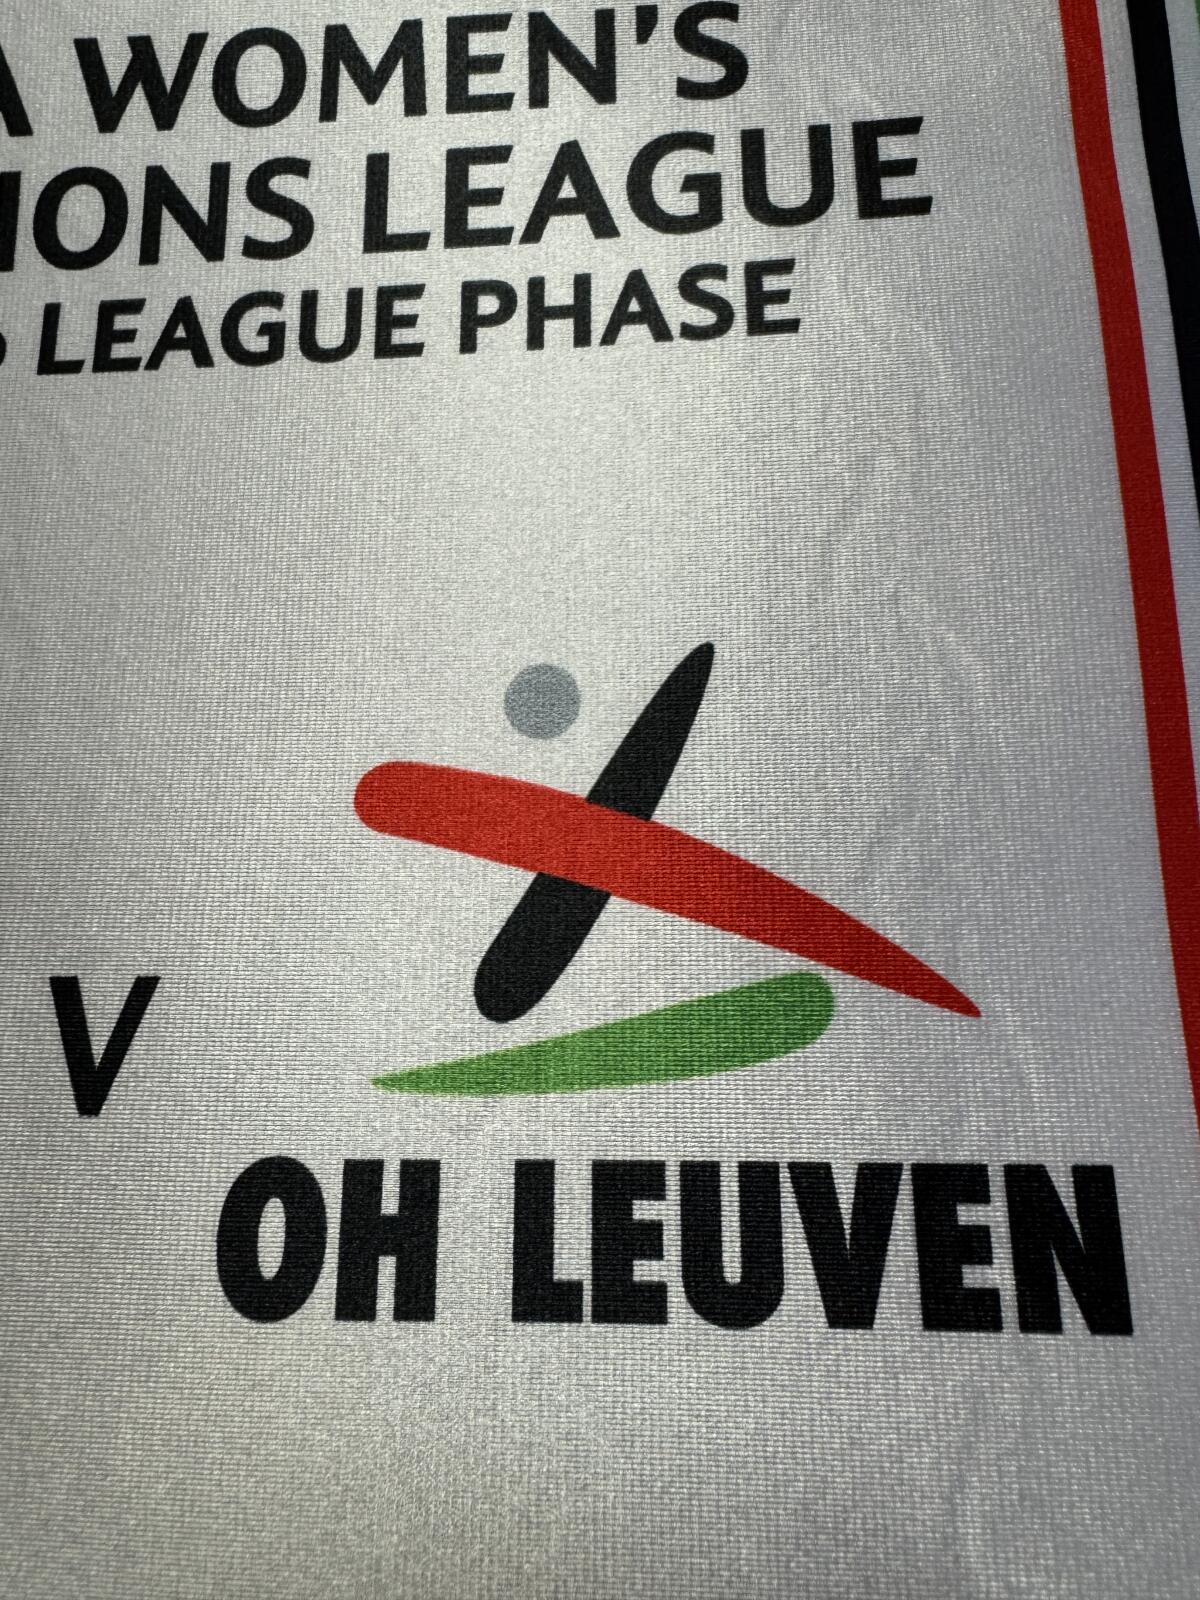 WOMEN'S
IONS LEAGUE
LEAGUE PHASE
V
OH LEUVEN